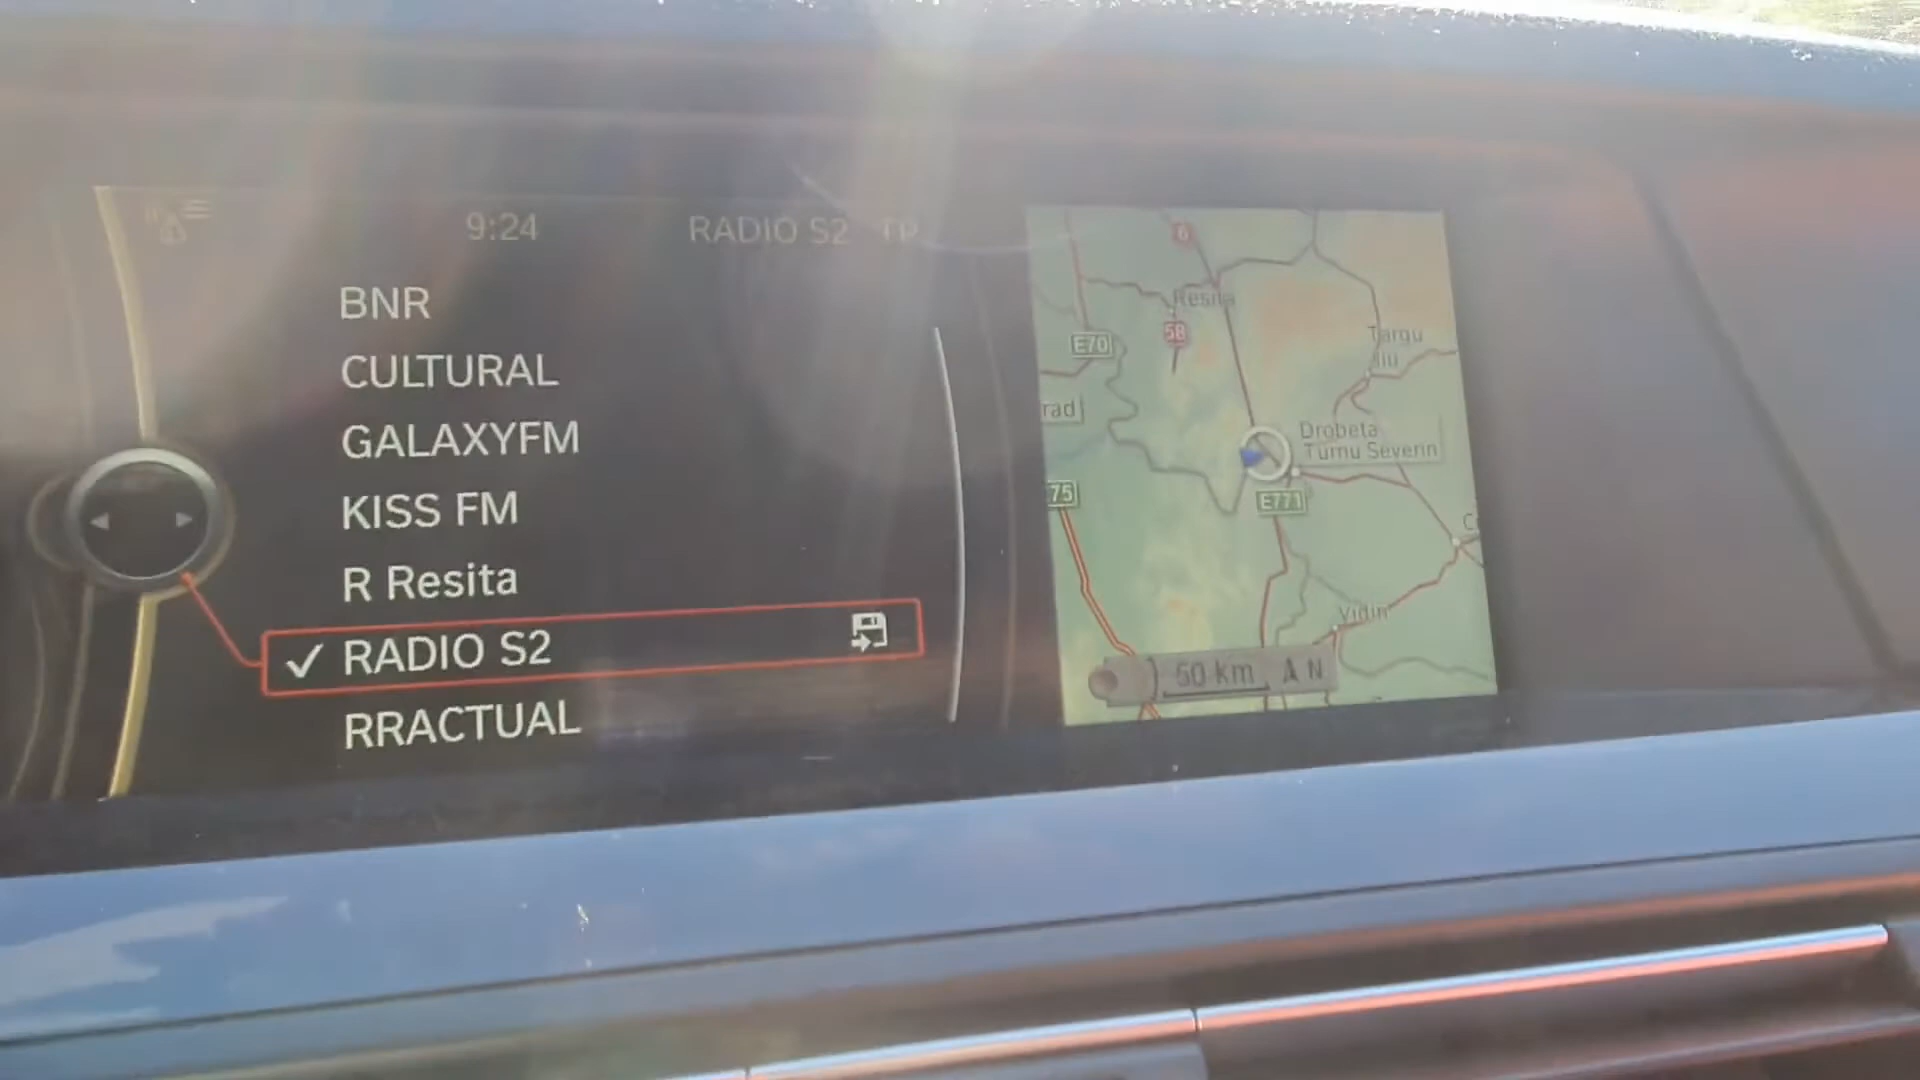 9:24 RADIO S2 TP
BNR
CULTURAL
GALAXYFM
KISS FM
R Resita
RADIO S2
RRACTUAL
6
Resita
58
E70
Targu
Jiu
rad
Drobeta
Turnu Severin
75
E771
C
Vidin
50 km N